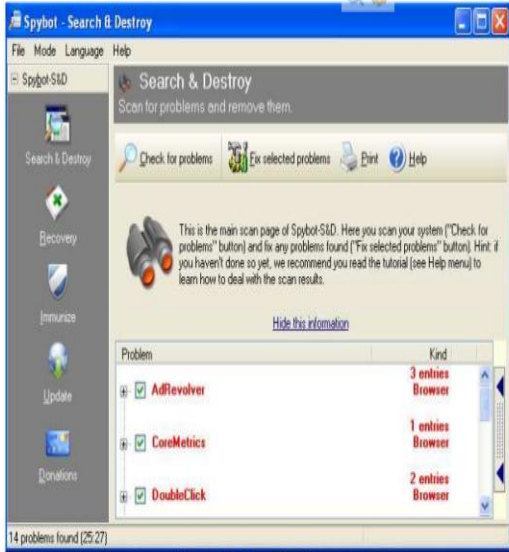 Spybot - Search & Destroy
File Mode Language Help
Spybot-S&D
Search & Destroy
Recovery
Immunize
Update
Donations
Search & Destroy
Scan for problems and remove them.
Check for problems Fix selected problems Print Help
This is the main scan page of Spybot-S&D. Here you scan your system ("Check for
problems" button) and fix any problems found ("Fix selected problems" button). Hint: if
you haven't done so yet, we recommend you read the tutorial (see Help menu) to
learn how to deal with the scan results.
Hide this information
Problem Kind
AdRevolver 3 entries
Browser
CoreMetrics 1 entries
Browser
DoubleClick 2 entries
Browser
14 problems found (25:27)